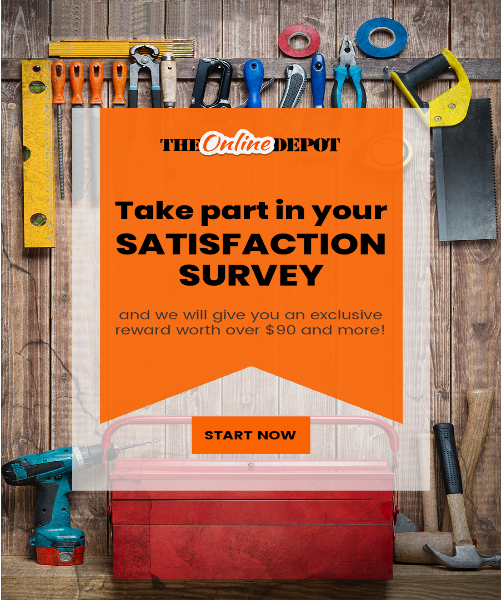 THE Online DEPOT
Take part in your
SATISFACTION
SURVEY
and we will give you an exclusive
reward worth over $90 and more!
START NOW